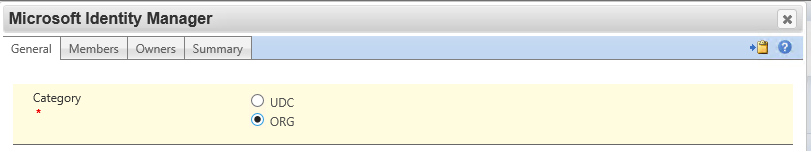 Microsoft Identity Manager
General Members Owners Summary
Category
*
UDC
ORG